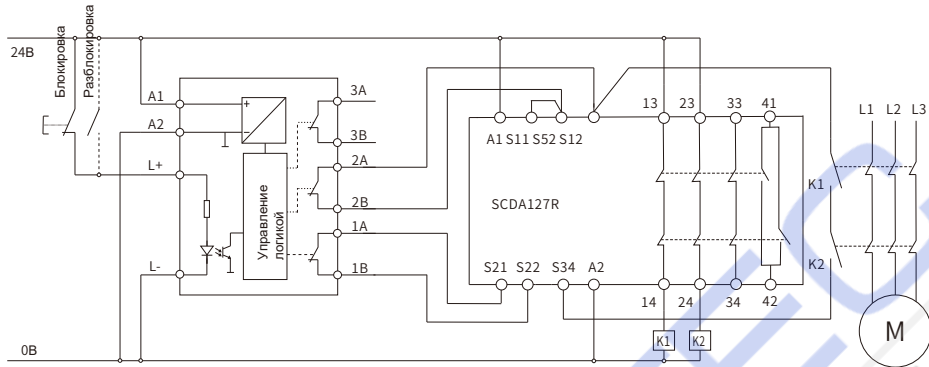 24В
Блокировка
Разблокировка
A1
A2
L+
L-
0В
Управление
логикой
3A
3B
2A
2B
1A
1B
A1 S11 S52 S12
13
23
33
41
SCDA127R
S21
S22
S34
A2
14
24
34
42
K1
K2
K1
K2
L1
L2
L3
M